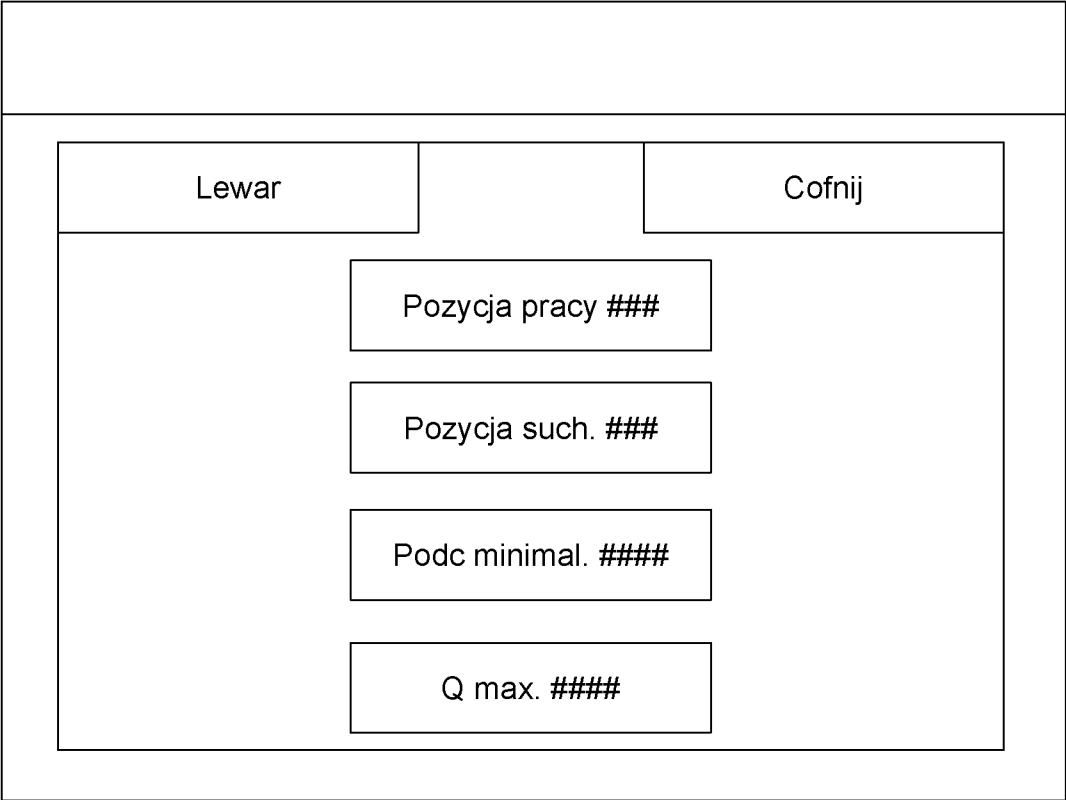 Lewar
Cofnij
Pozycja pracy ###
Pozycja such. ###
Podc minimal. ####
Q max. ####